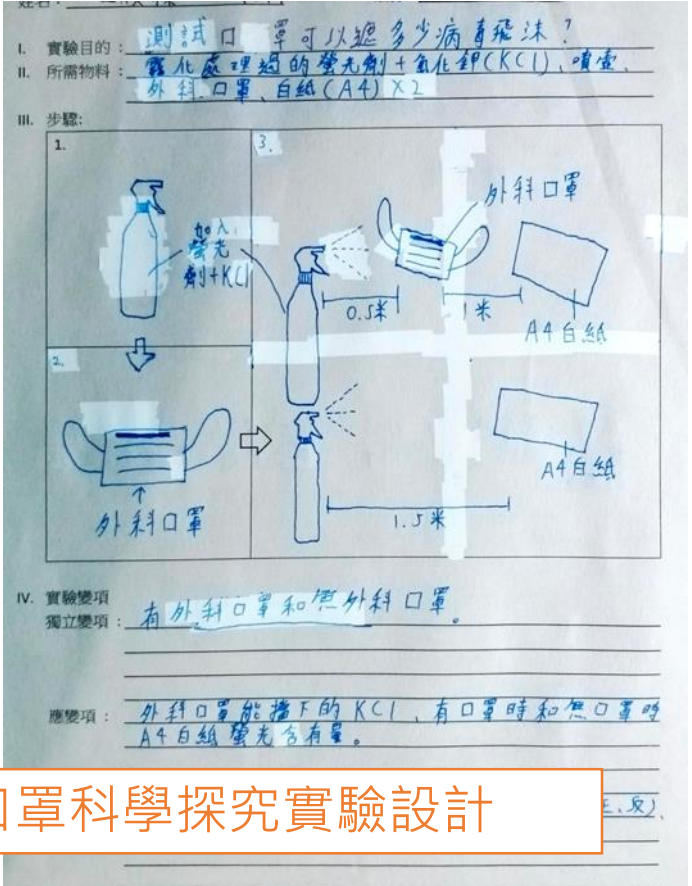 姓名:
I. 實驗目的: 測試口罩可以濾多少病毒飛沫?
II. 所需物料: 霧化處理過的螢光劑+氯化鉀(KCl)、噴壺、
外科口罩、白紙(A4)×2
III. 步驟:
1.
加入
螢光
劑+KCl
2.
外科口罩
3.
外科口罩
0.5米
1米
A4白紙
A4白紙
1.5米
IV. 實驗變項
獨立變項: 有外科口罩和無外科口罩。
應變項: 外科口罩能擋下的KCl、有口罩時和無口罩時
A4白紙螢光含有量。
反)、
口罩科學探究實驗設計